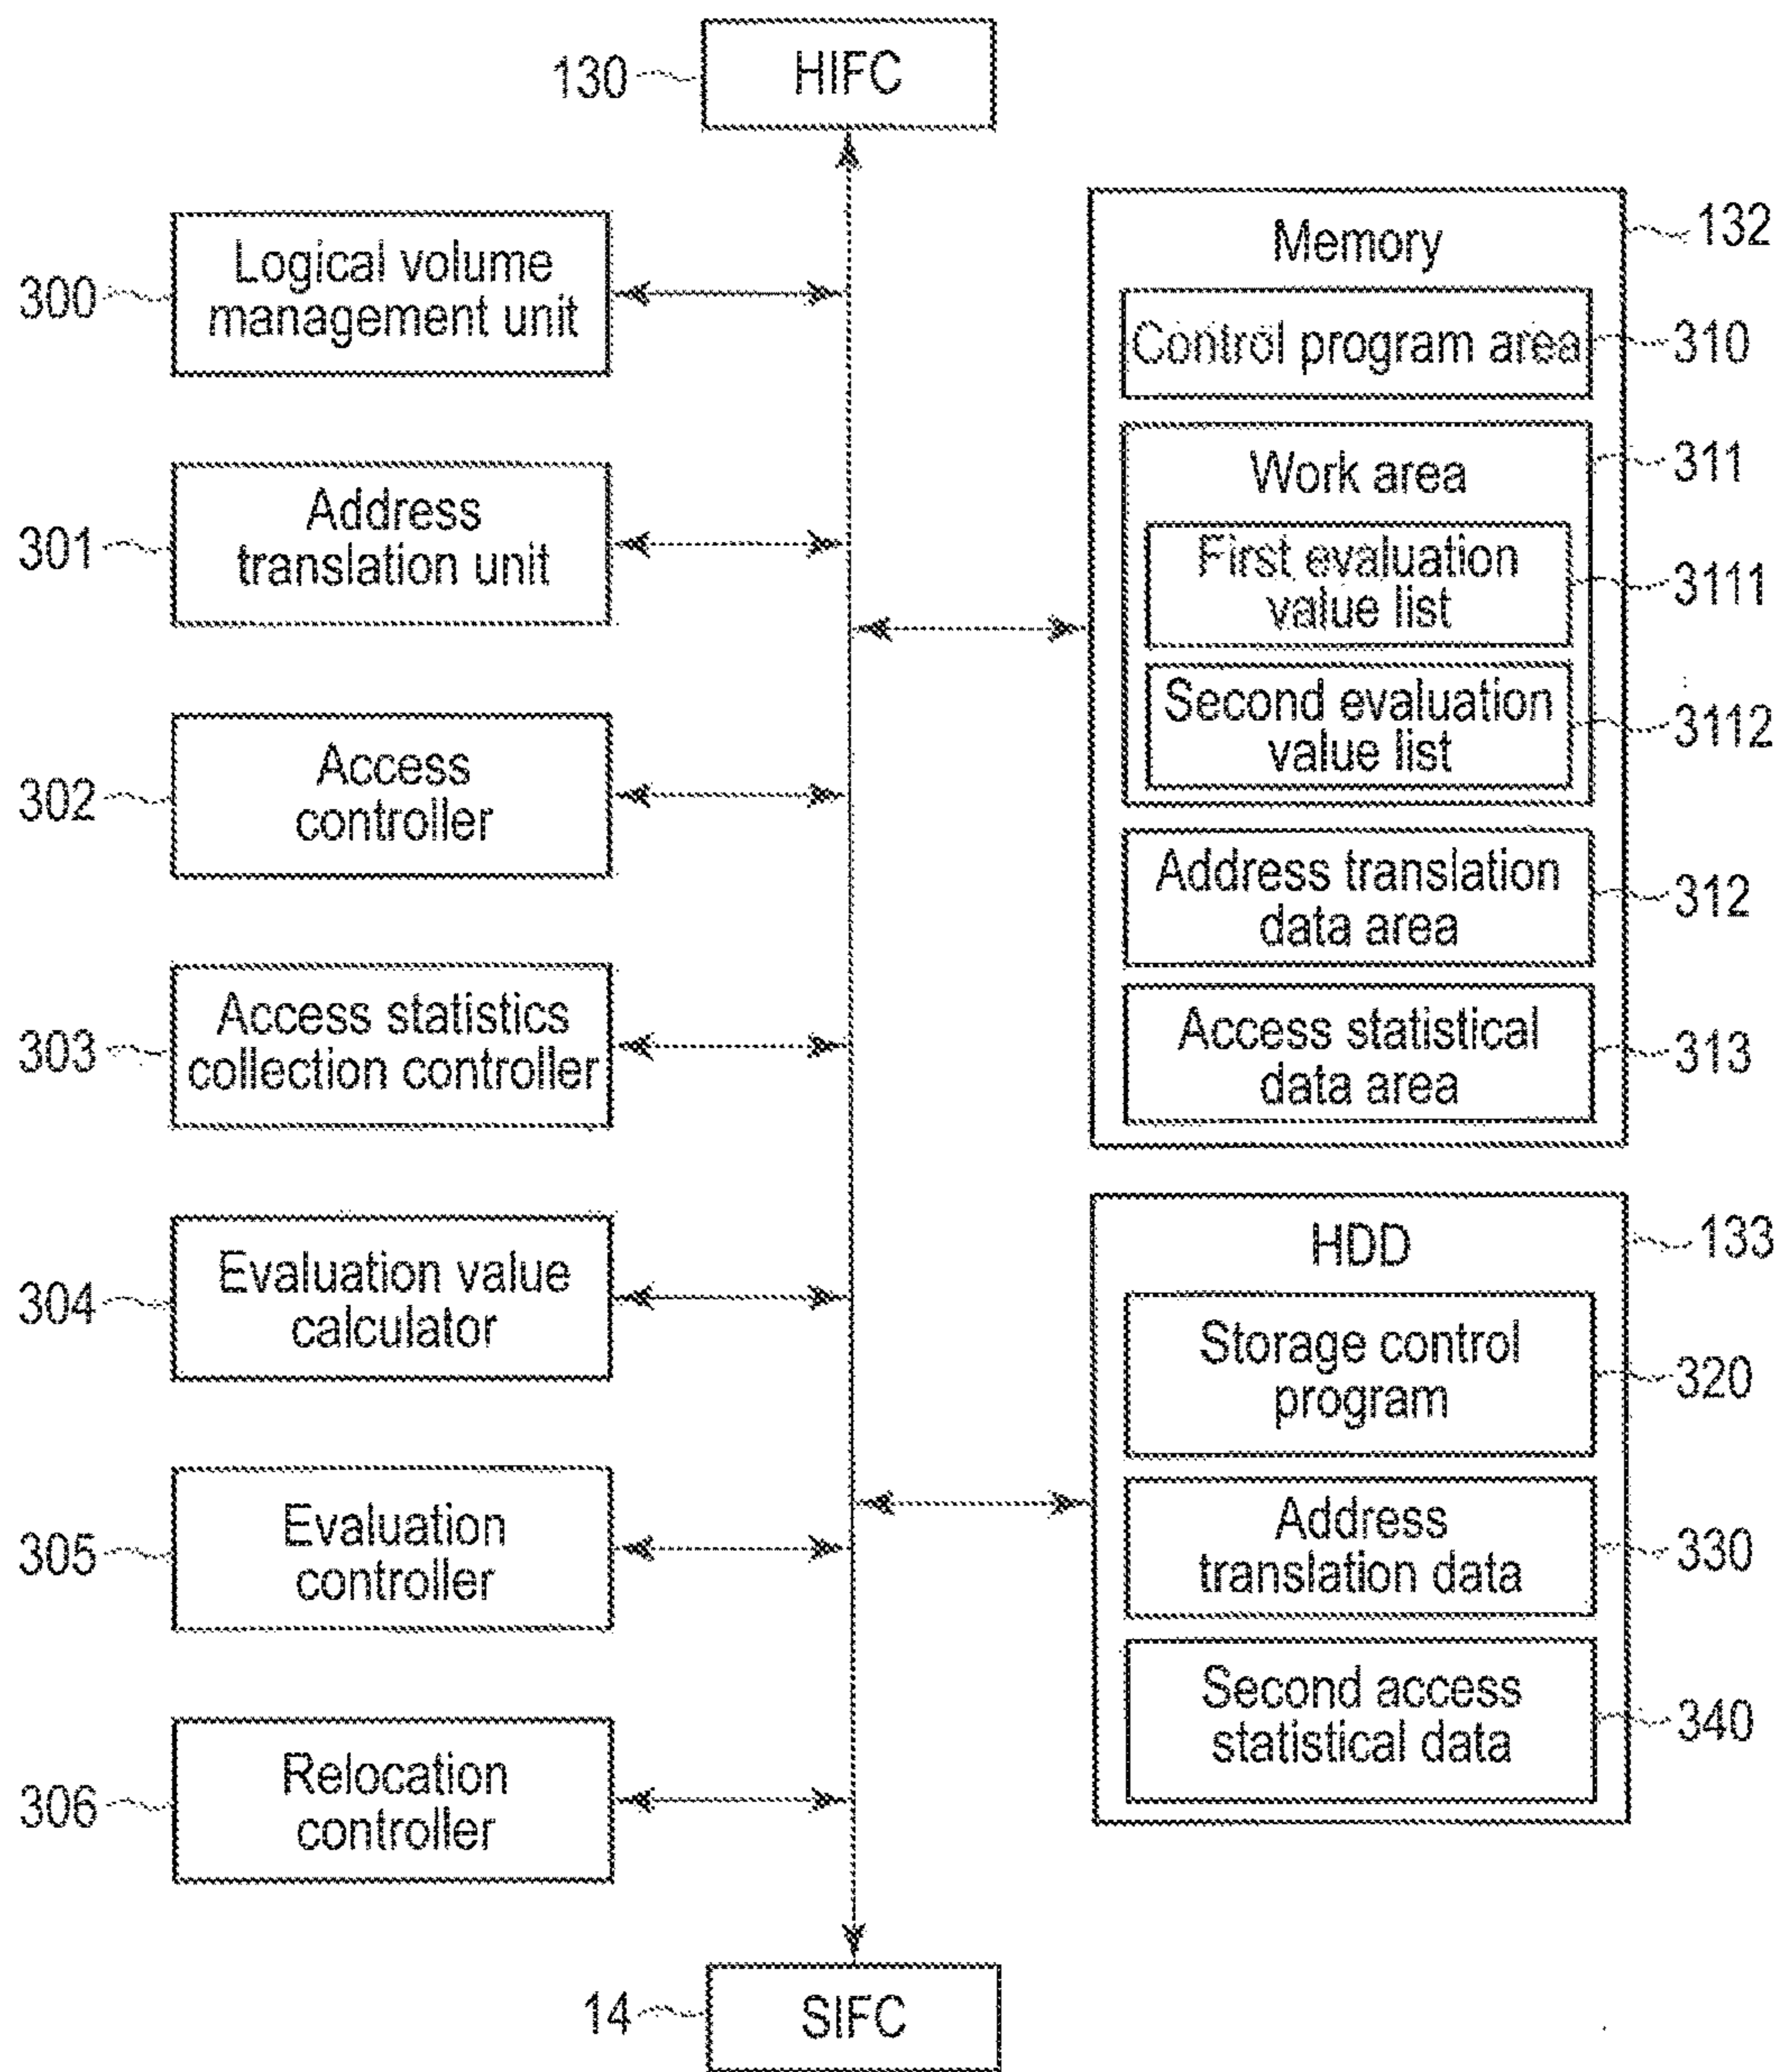 130
HIFC
300
Logical volume
management unit
301
Address
translation unit
302
Access
controller
303
Access statistics
collection controller
304
Evaluation value
calculator
305
Evaluation
controller
306
Relocation
controller
Memory
132
Control program area
310
Work area
311
First evaluation
value list
3111
Second evaluation
value list
3112
Address translation
data area
312
Access statistical
data area
313
HDD
133
Storage control
program
320
Address
translation data
330
Second access
statistical data
340
14
SIFC